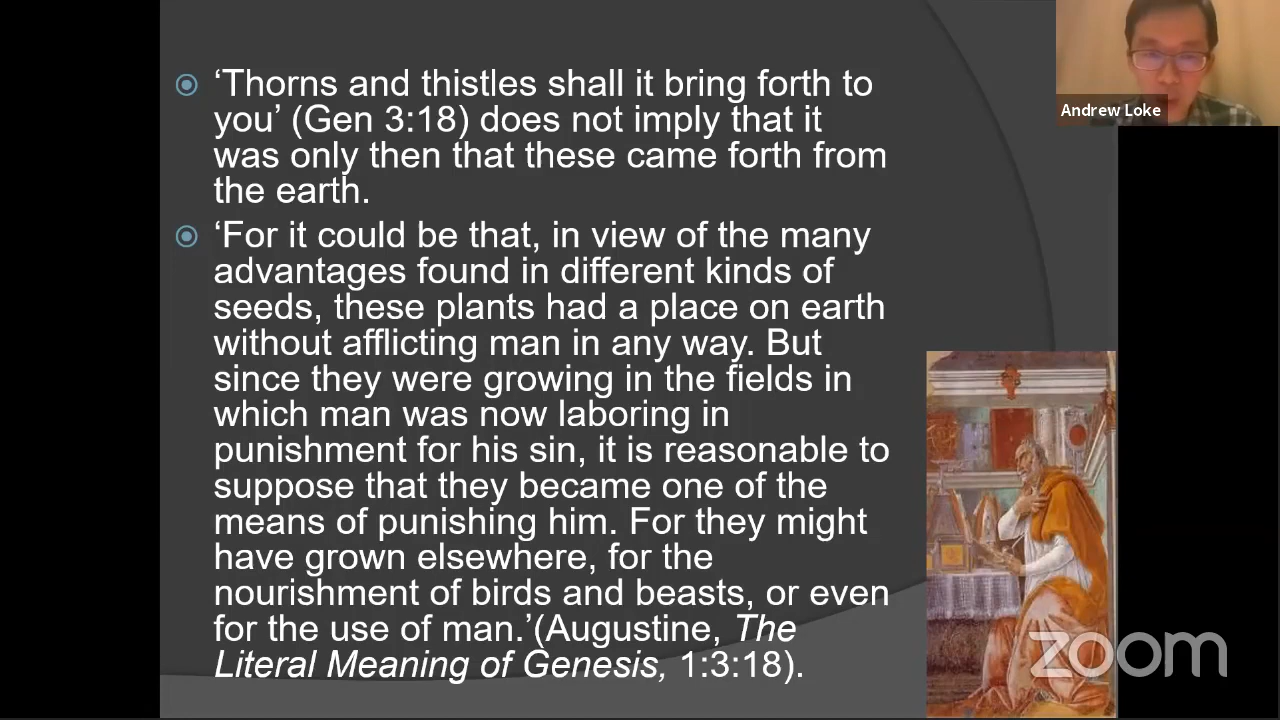 ‘Thorns and thistles shall it bring forth to
you’ (Gen 3:18) does not imply that it
was only then that these came forth from
the earth.
‘For it could be that, in view of the many
advantages found in different kinds of
seeds, these plants had a place on earth
without afflicting man in any way. But
since they were growing in the fields in
which man was now laboring in
punishment for his sin, it is reasonable to
suppose that they became one of the
means of punishing him. For they might
have grown elsewhere, for the
nourishment of birds and beasts, or even
for the use of man.’(Augustine, The
Literal Meaning of Genesis, 1:3:18).
Andrew Loke
zoom